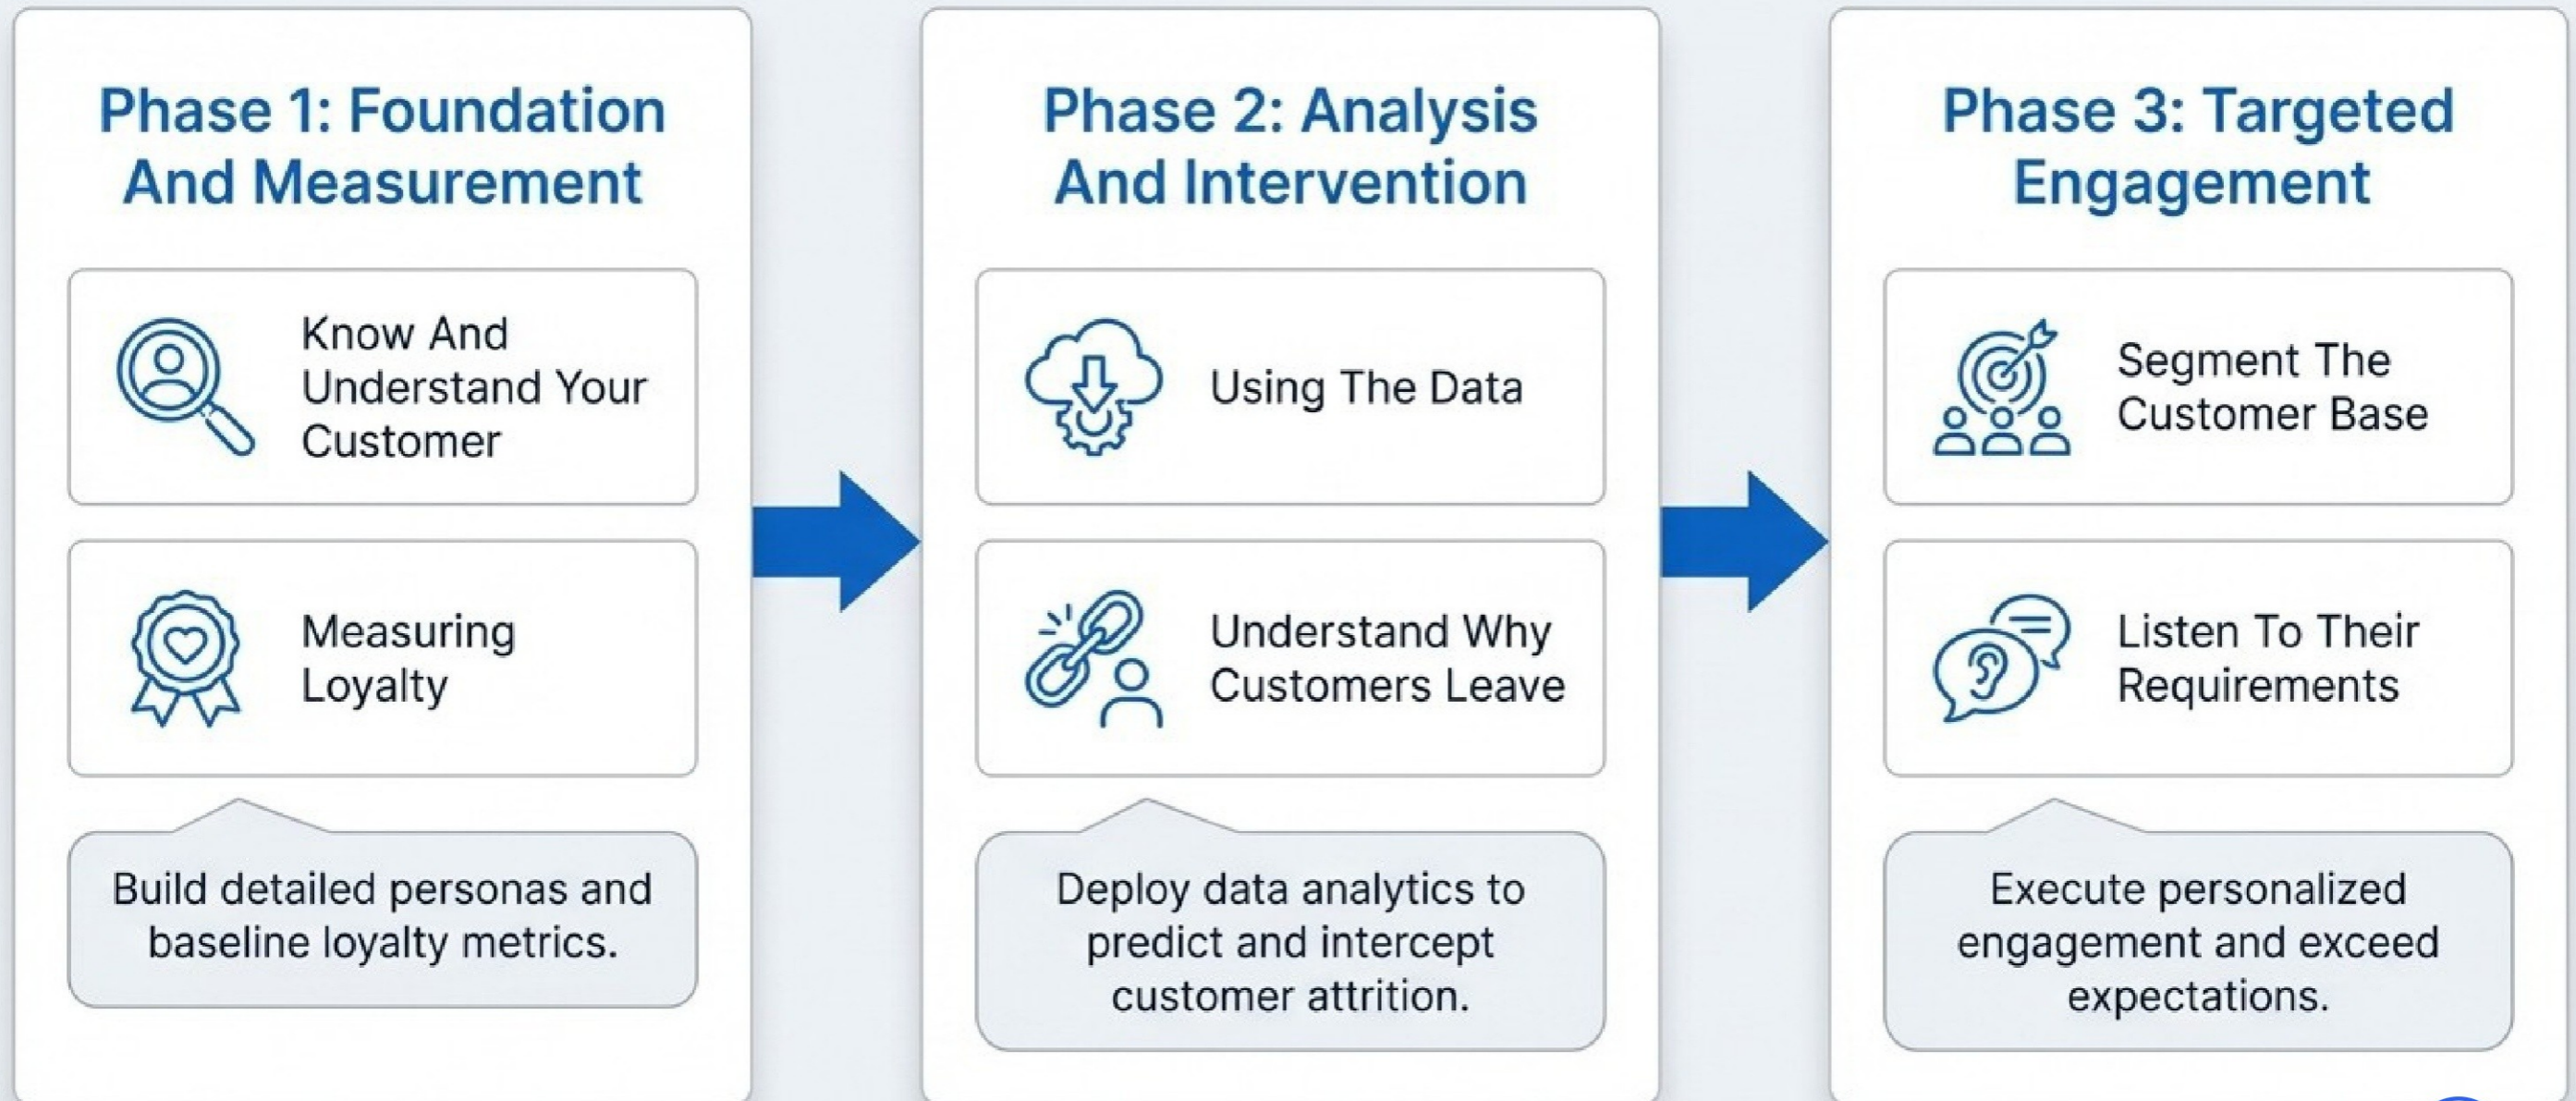 Phase 1: Foundation
And Measurement
Know And
Understand Your
Customer
Measuring
Loyalty
Build detailed personas and
baseline loyalty metrics.
Phase 2: Analysis
And Intervention
Using The Data
Understand Why
Customers Leave
Deploy data analytics to
predict and intercept
customer attrition.
Phase 3: Targeted
Engagement
Segment The
Customer Base
Listen To Their
Requirements
Execute personalized
engagement and exceed
expectations.